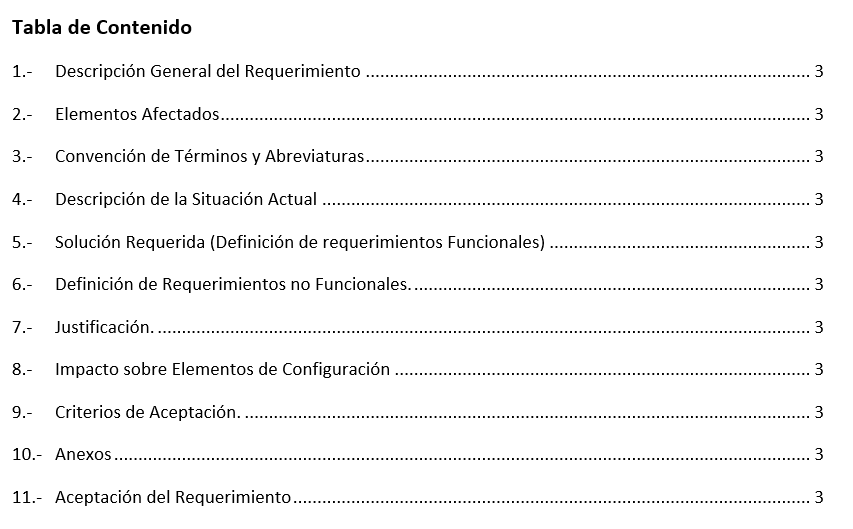 Tabla de Contenido
1.- Descripción General del Requerimiento ........................................................................................... 3
2.- Elementos Afectados......................................................................................................................... 3
3.- Convención de Términos y Abreviaturas........................................................................................... 3
4.- Descripción de la Situación Actual .................................................................................................... 3
5.- Solución Requerida (Definición de requerimientos Funcionales) ..................................................... 3
6.- Definición de Requerimientos no Funcionales. ................................................................................. 3
7.- Justificación. ...................................................................................................................................... 3
8.- Impacto sobre Elementos de Configuración ..................................................................................... 3
9.- Criterios de Aceptación. .................................................................................................................... 3
10.- Anexos ............................................................................................................................................... 3
11.- Aceptación del Requerimiento.......................................................................................................... 3